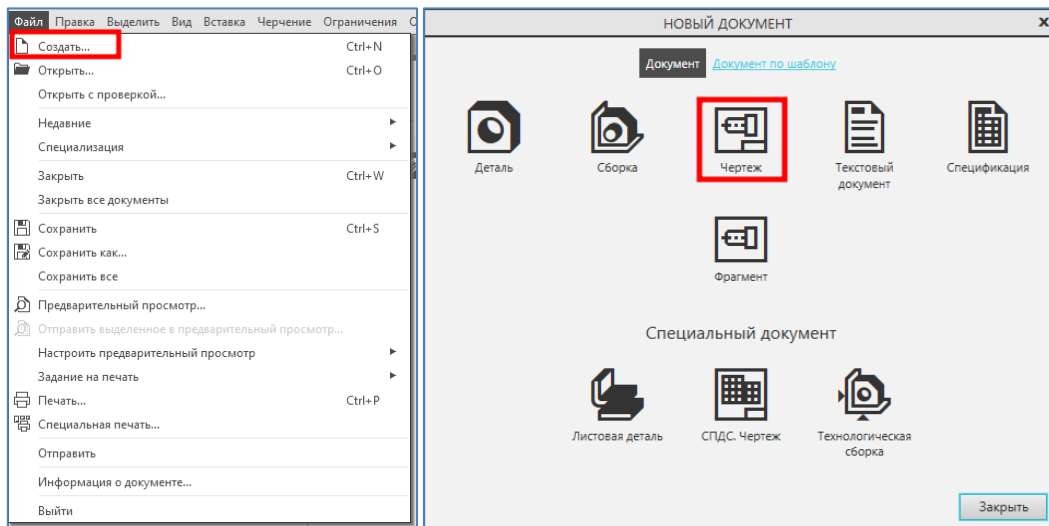 Файл Правка Выделить Вид Вставка Черчение Ограничения
Создать... Ctrl+N
Открыть... Ctrl+O
Открыть с проверкой...
Недавние
Специализация
Закрыть Ctrl+W
Закрыть все документы
Сохранить Ctrl+S
Сохранить как...
Сохранить все
Предварительный просмотр...
Отправить выделенное в предварительный просмотр...
Настроить предварительный просмотр
Задание на печать
Печать... Ctrl+P
Специальная печать...
Отправить
Информация о документе...
Выйти
НОВЫЙ ДОКУМЕНТ x
Документ Документ по шаблону
Деталь Сборка Чертеж Текстовый документ Спецификация
Фрагмент
Специальный документ
Листовая деталь СПДС. Чертеж Технологическая сборка
Закрыть